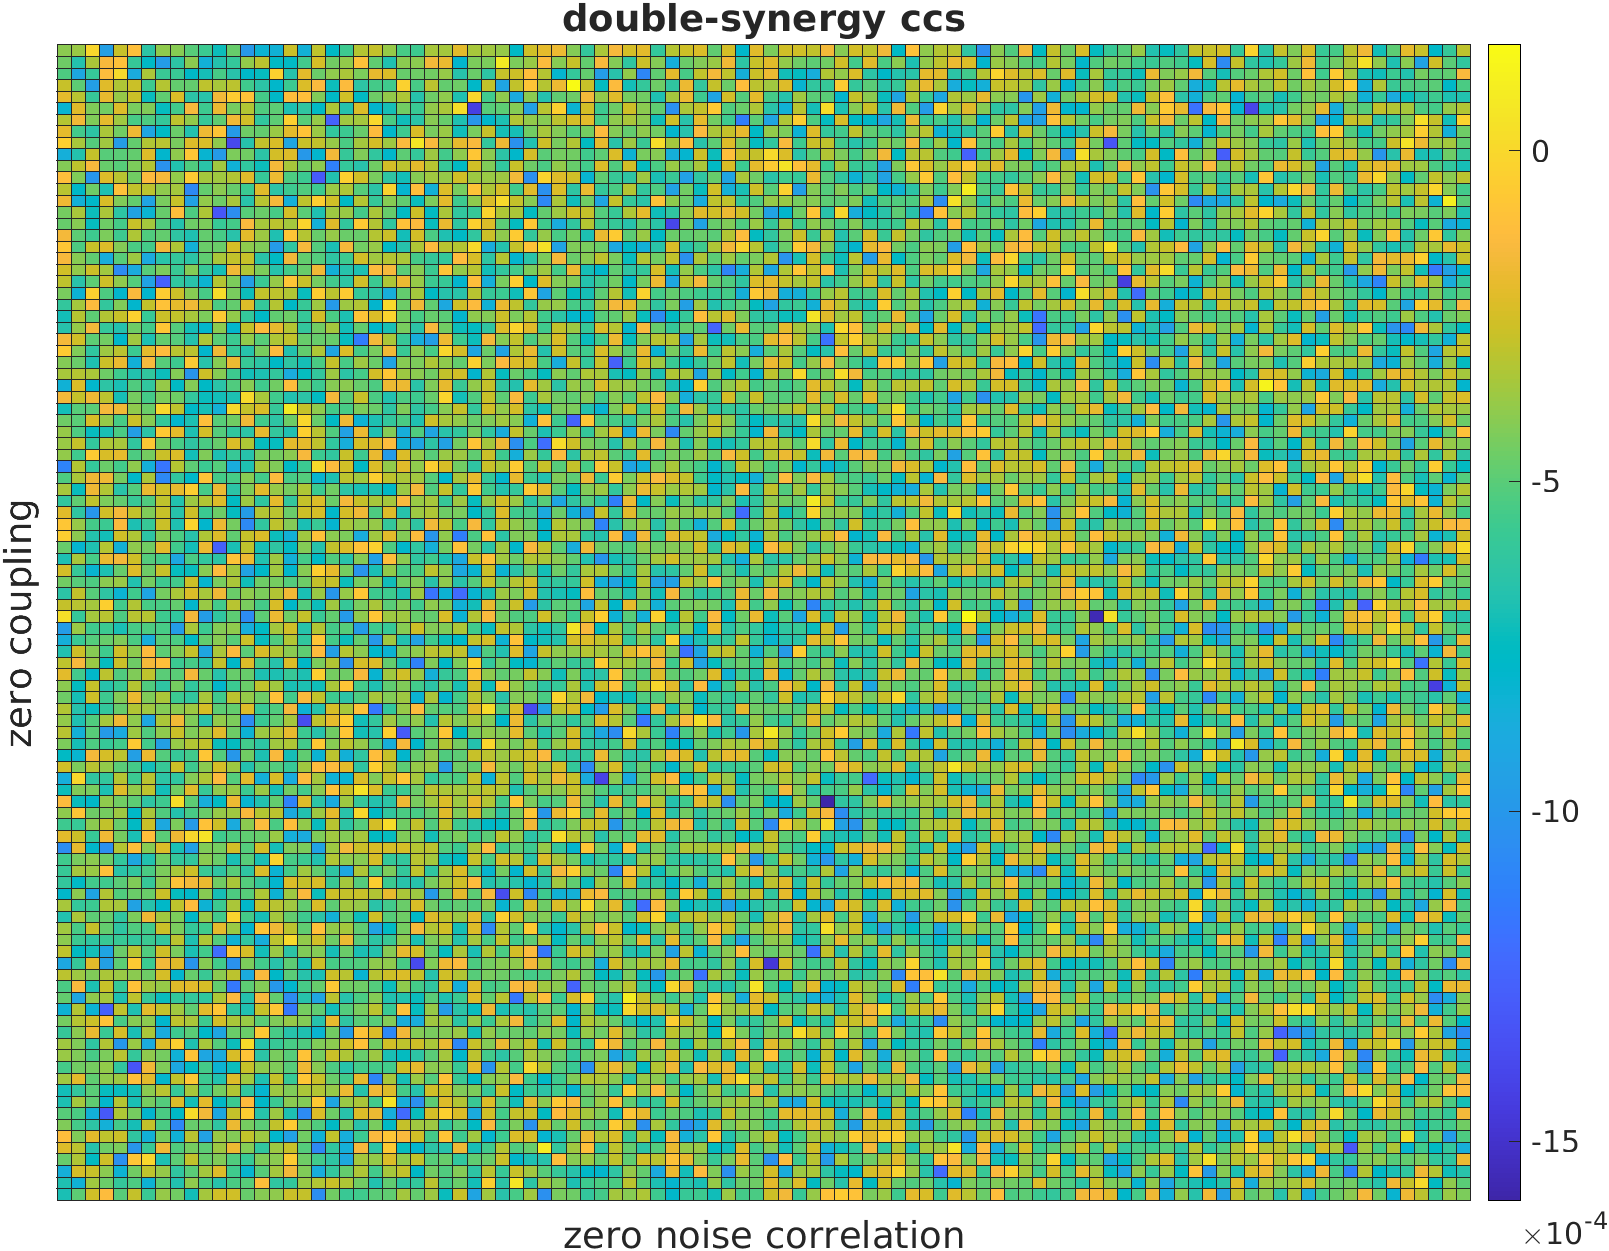 double-synergy ccs
0
-5
-10
-15
×10-4
zero coupling
zero noise correlation